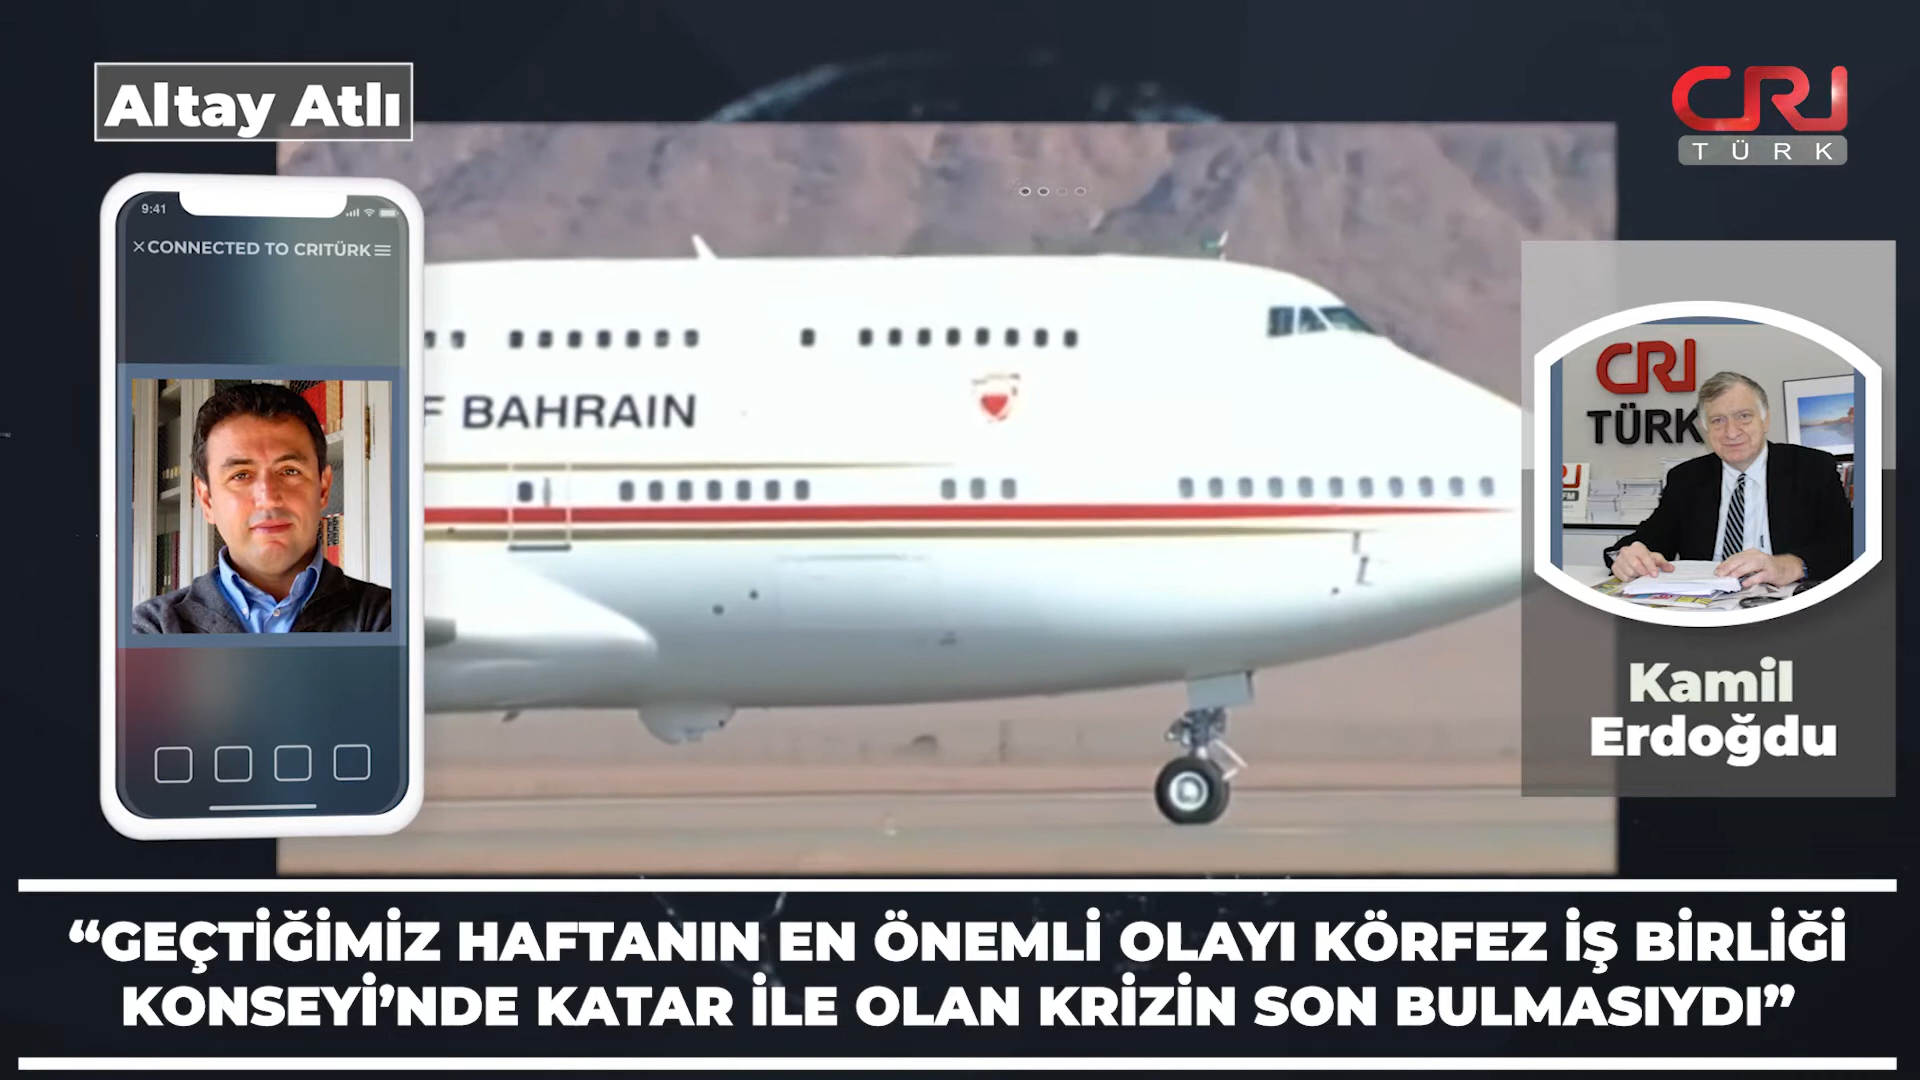 Altay Atlı
CRI
TÜRK
9:41
CONNECTED TO CRITÜRK
F BAHRAIN
CRI
TÜRK
FM
Kamil
Erdoğdu
“GEÇTİĞİMİZ HAFTANIN EN ÖNEMLİ OLAYI KÖRFEZ İŞ BİRLİĞİ
KONSEYİ’NDE KATAR İLE OLAN KRİZİN SON BULMASIYDI”